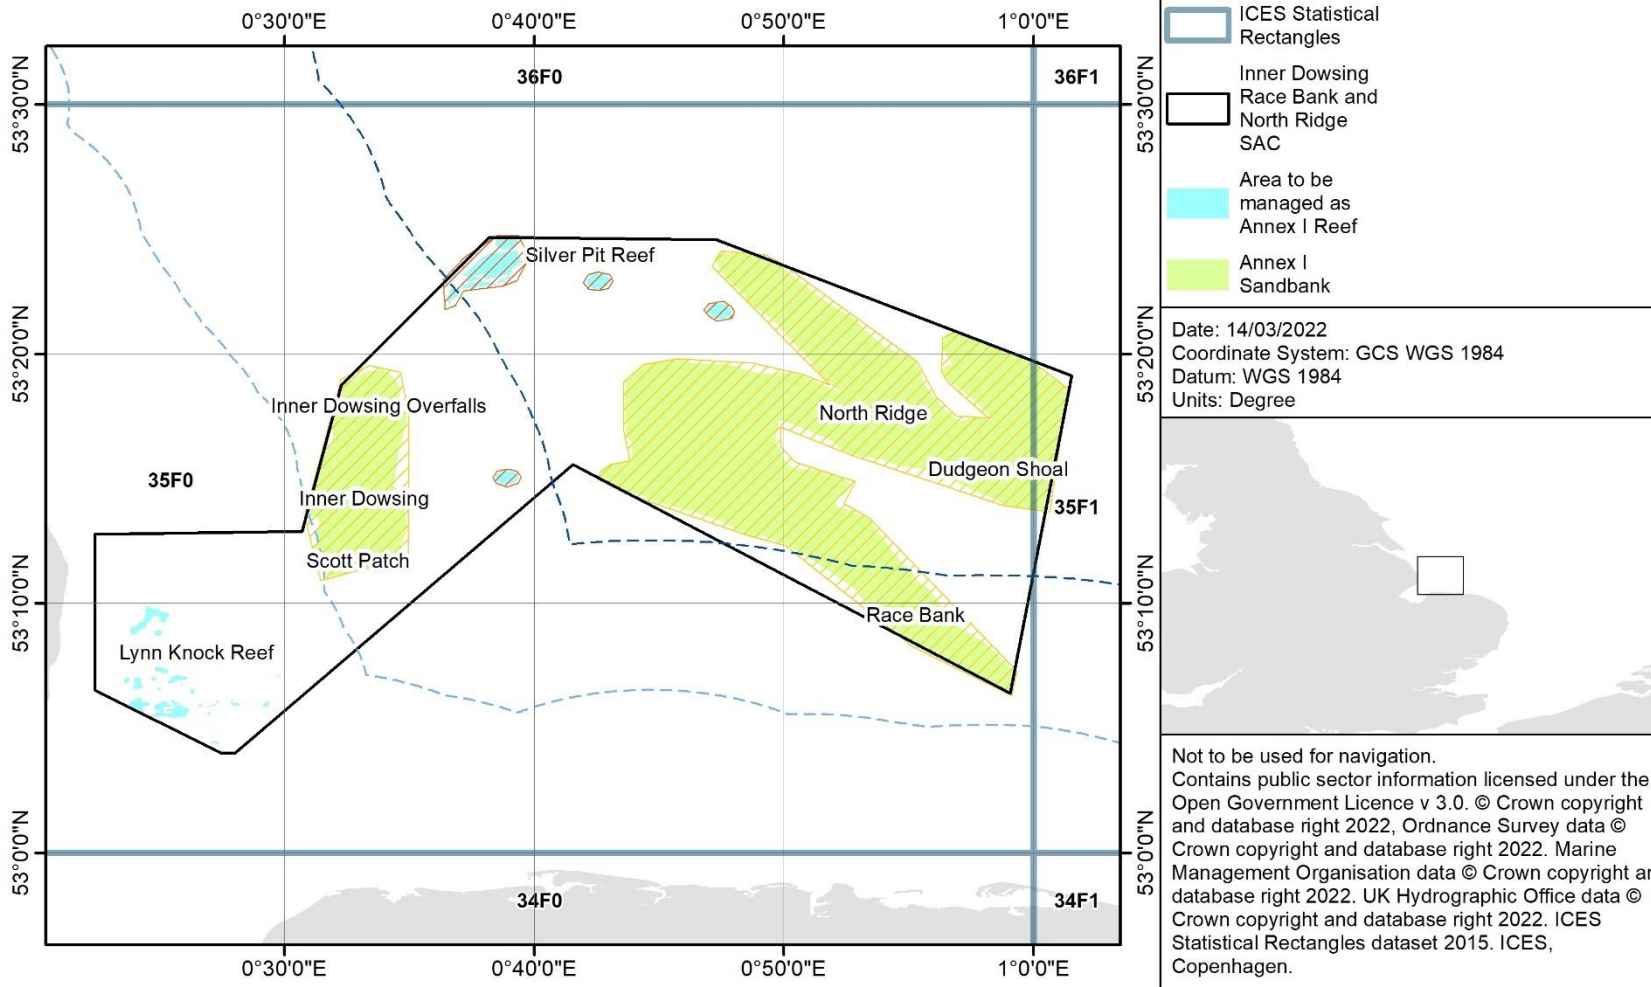 0°30'0"E
0°40'0"E
0°50'0"E
1°0'0"E
36F0
36F1
53°30'0"N
53°30'0"N
Silver Pit Reef
53°20'0"N
53°20'0"N
Inner Dowsing Overfalls
North Ridge
Dudgeon Shoal
35F0
Inner Dowsing
35F1
Scott Patch
53°10'0"N
53°10'0"N
Race Bank
Lynn Knock Reef
53°0'0"N
53°0'0"N
34F0
34F1
0°30'0"E
0°40'0"E
0°50'0"E
1°0'0"E
ICES Statistical
Rectangles
Inner Dowsing
Race Bank and
North Ridge
SAC
Area to be
managed as
Annex I Reef
Annex I
Sandbank
Date: 14/03/2022
Coordinate System: GCS WGS 1984
Datum: WGS 1984
Units: Degree
Not to be used for navigation.
Contains public sector information licensed under the
Open Government Licence v 3.0. © Crown copyright
and database right 2022, Ordnance Survey data ©
Crown copyright and database right 2022. Marine
Management Organisation data © Crown copyright an
database right 2022. UK Hydrographic Office data ©
Crown copyright and database right 2022. ICES
Statistical Rectangles dataset 2015. ICES,
Copenhagen.